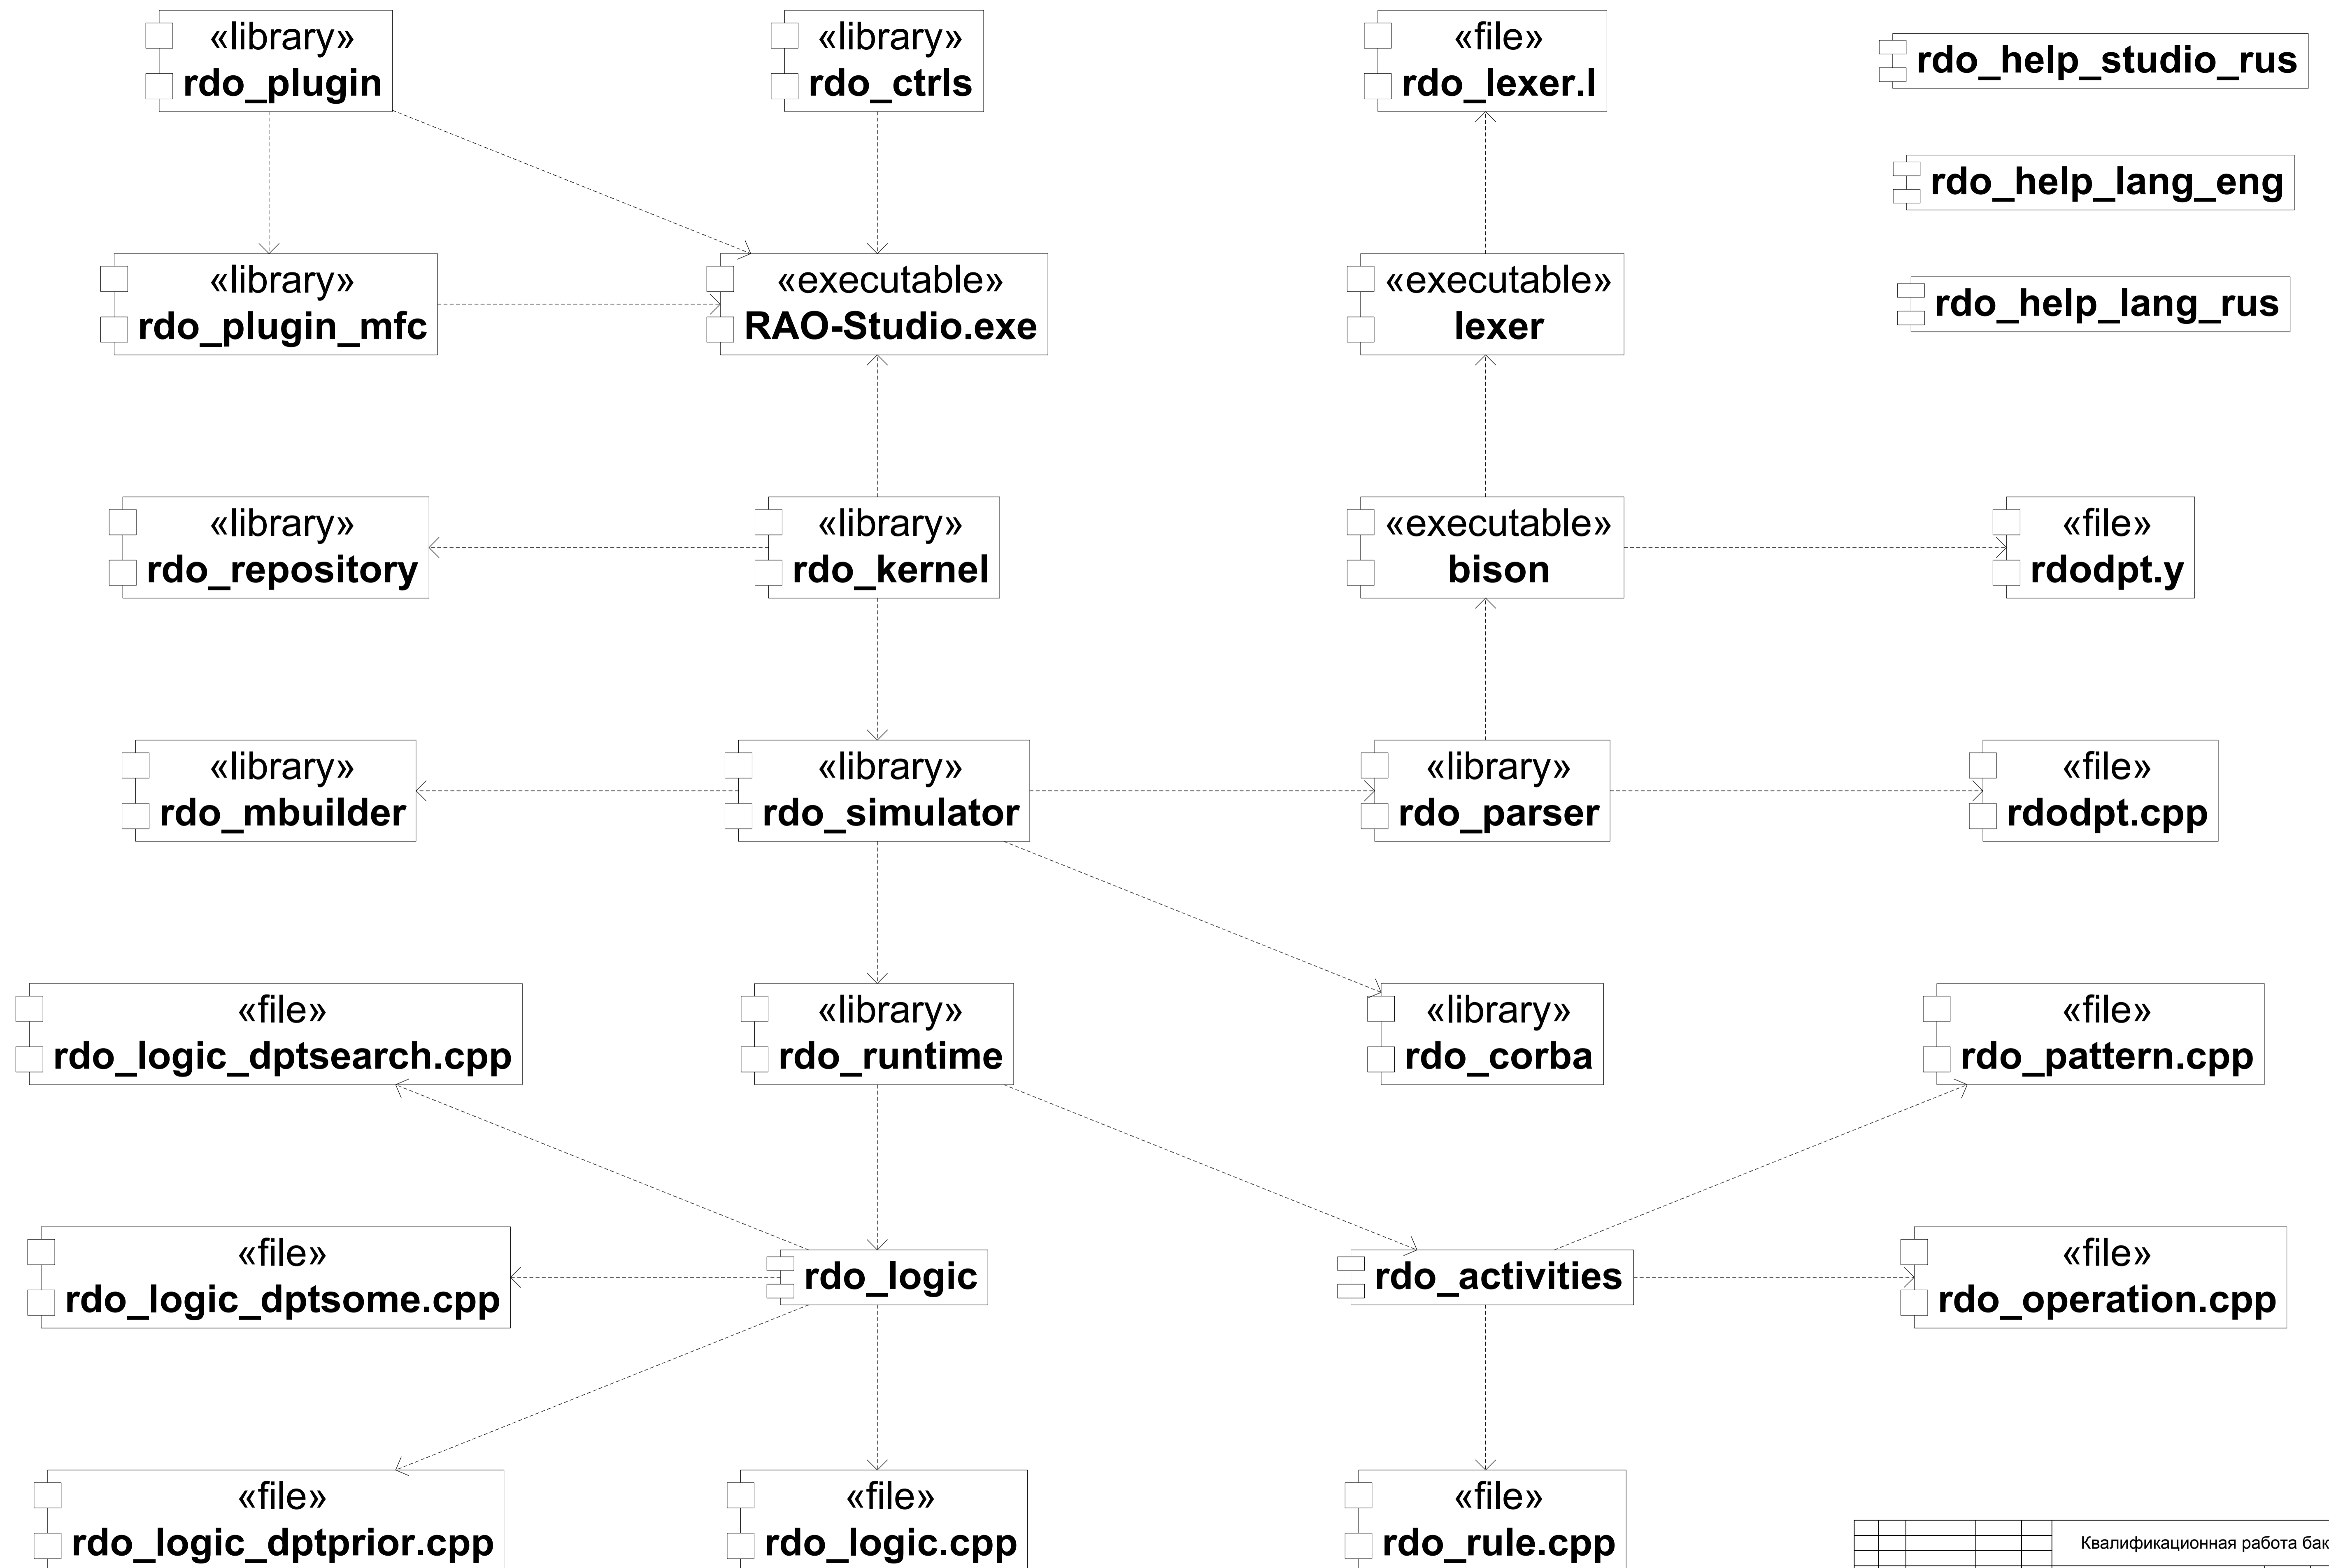 «library»
rdo_plugin
«library»
rdo_ctrls
«file»
rdo_lexer.l
rdo_help_studio_rus
rdo_help_lang_eng
«library»
rdo_plugin_mfc
«executable»
RAO-Studio.exe
«executable»
lexer
rdo_help_lang_rus
«library»
rdo_repository
«library»
rdo_kernel
«executable»
bison
«file»
rdodpt.y
«library»
rdo_mbuilder
«library»
rdo_simulator
«library»
rdo_parser
«file»
rdodpt.cpp
«file»
rdo_logic_dptsearch.cpp
«library»
rdo_runtime
«library»
rdo_corba
«file»
rdo_pattern.cpp
«file»
rdo_logic_dptsome.cpp
rdo_logic
rdo_activities
«file»
rdo_operation.cpp
«file»
rdo_logic_dptprior.cpp
«file»
rdo_logic.cpp
«file»
rdo_rule.cpp
Квалификационная работа бак